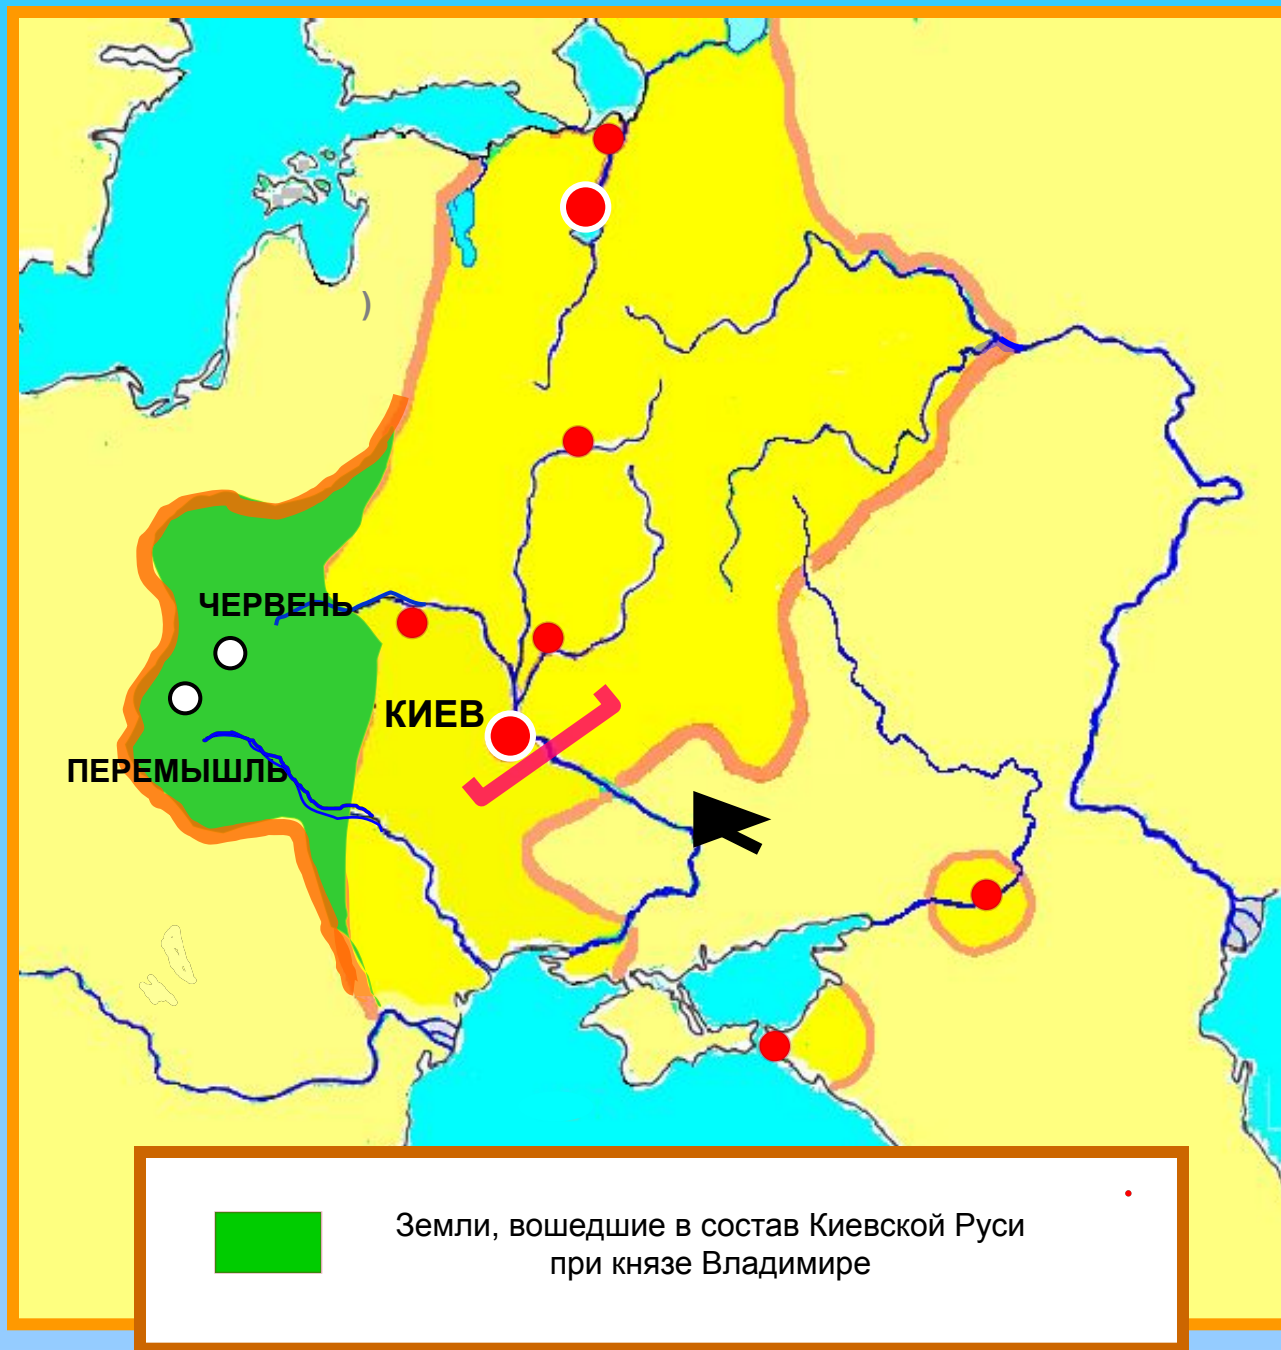 )
ЧЕРВЕНЬ
КИЕВ
ПЕРЕМЫШЛЬ
Земли, вошедшие в состав Киевской Руси
при князе Владимире